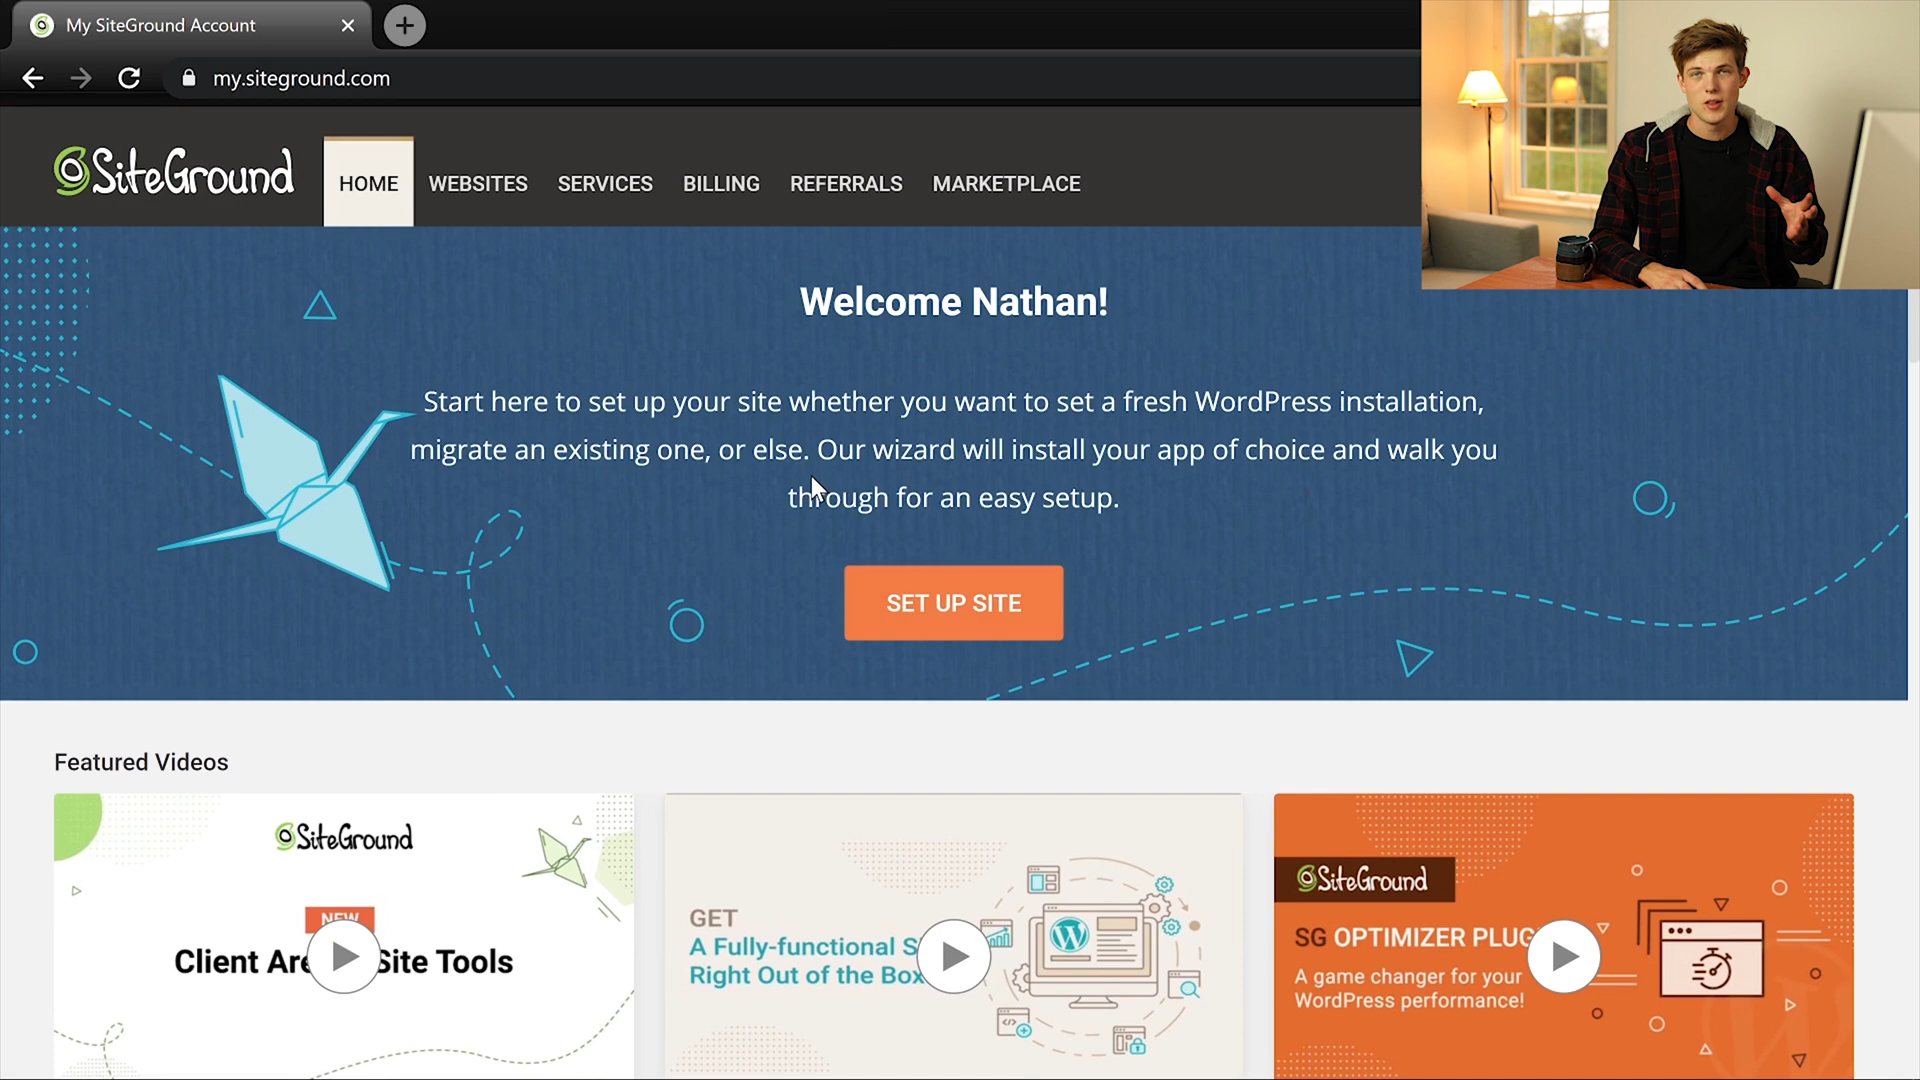 My SiteGround Account
my.siteground.com
SiteGround
HOME WEBSITES SERVICES BILLING REFERRALS MARKETPLACE
Welcome Nathan!
Start here to set up your site whether you want to set a fresh WordPress installation,
migrate an existing one, or else. Our wizard will install your app of choice and walk you
through for an easy setup.
SET UP SITE
Featured Videos
SiteGround
NEW
Client Are Site Tools
GET
A Fully-functional S
Right Out of the Box
SiteGround
SG OPTIMIZER PLUG
A game changer for your
WordPress performance!